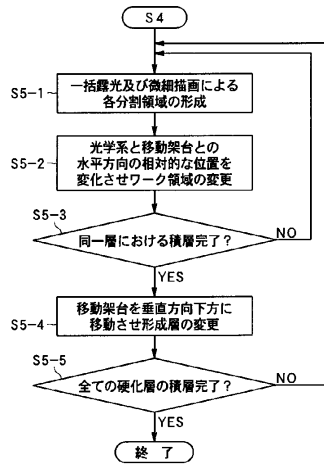 S4
S5-1
一括露光及び微細描画による
各分割領域の形成
S5-2
光学系と移動架台との
水平方向の相対的な位置を
変化させワーク領域の変更
S5-3
同一層における積層完了？
NO
YES
S5-4
移動架台を垂直方向下方に
移動させ形成層の変更
S5-5
全ての硬化層の積層完了？
NO
YES
終 了